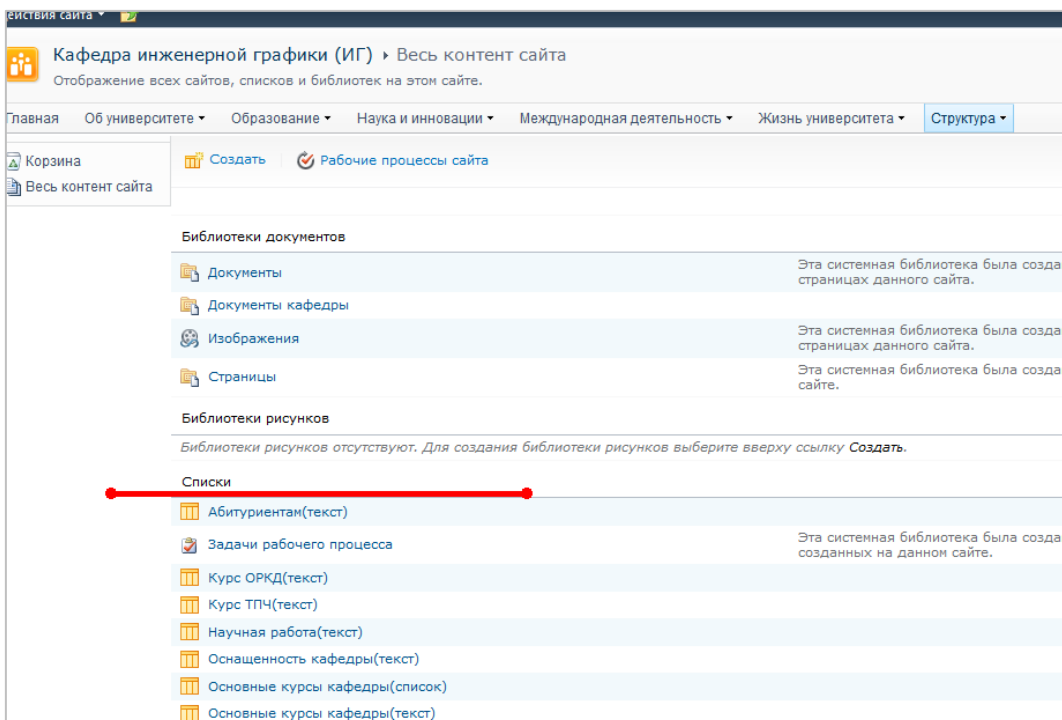 ействия сайта
Кафедра инженерной графики (ИГ) › Весь контент сайта
Отображение всех сайтов, списков и библиотек на этом сайте.
Главная Об университете Образование Наука и инновации Международная деятельность Жизнь университета Структура
Корзина
Весь контент сайта
Создать Рабочие процессы сайта
Библиотеки документов
Документы Эта системная библиотека была созда
страницах данного сайта.
Документы кафедры
Изображения Эта системная библиотека была созда
страницах данного сайта.
Страницы Эта системная библиотека была созда
сайте.
Библиотеки рисунков
Библиотеки рисунков отсутствуют. Для создания библиотеки рисунков выберите вверху ссылку Создать.
Списки
Абитуриентам(текст)
Задачи рабочего процесса Эта системная библиотека была созда
созданных на данном сайте.
Курс ОРКД(текст)
Курс ТПЧ(текст)
Научная работа(текст)
Оснащенность кафедры(текст)
Основные курсы кафедры(список)
Основные курсы кафедры(текст)